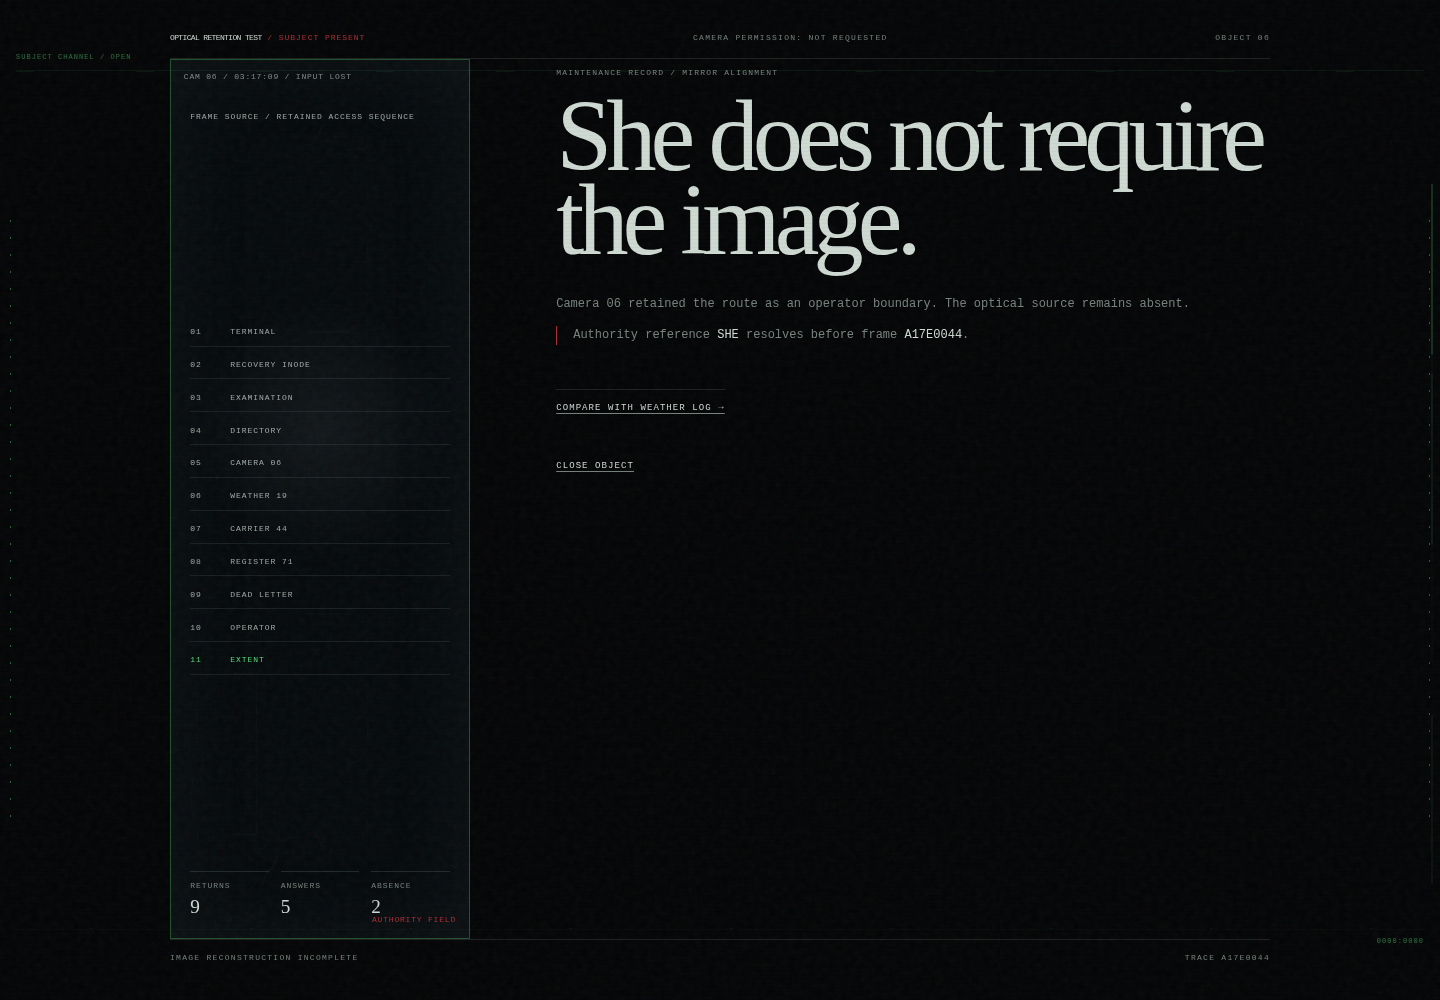 OPTICAL RETENTION TEST / SUBJECT PRESENT
CAMERA PERMISSION: NOT REQUESTED
OBJECT 06
SUBJECT CHANNEL / OPEN
CAM 06 / 03:17:09 / INPUT LOST
FRAME SOURCE / RETAINED ACCESS SEQUENCE
01 TERMINAL
02 RECOVERY INODE
03 EXAMINATION
04 DIRECTORY
05 CAMERA 06
06 WEATHER 19
07 CARRIER 44
08 REGISTER 71
09 DEAD LETTER
10 OPERATOR
11 EXTENT
RETURNS ANSWERS ABSENCE
9 5 2
AUTHORITY FIELD
MAINTENANCE RECORD / MIRROR ALIGNMENT
She does not require
the image.
Camera 06 retained the route as an operator boundary. The optical source remains absent.
Authority reference SHE resolves before frame A17E0044.
COMPARE WITH WEATHER LOG →
CLOSE OBJECT
0000:0000
IMAGE RECONSTRUCTION INCOMPLETE
TRACE A17E0044